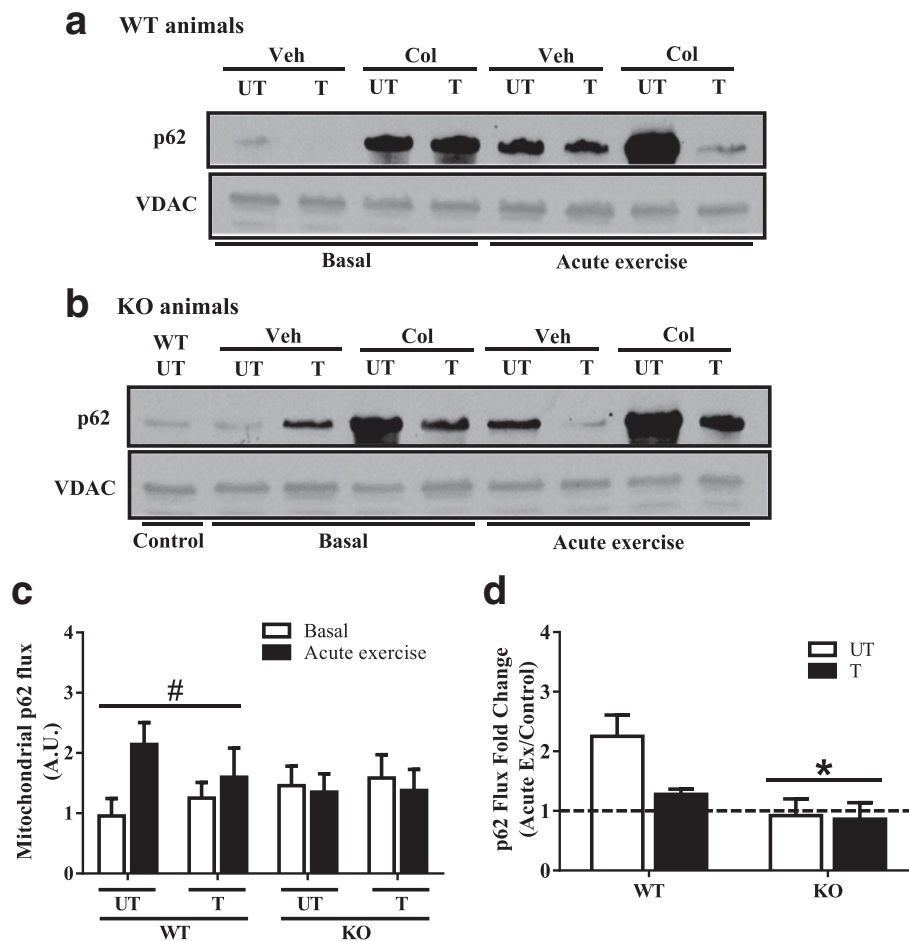 a WT animals
Veh Col Veh Col
UT T UT T UT T UT T
p62
VDAC
Basal Acute exercise
b KO animals
WT Veh Col Veh Col
UT UT T UT T UT T UT T
p62
VDAC
Control Basal Acute exercise
c
Mitochondrial p62 flux
(A.U.)
4
3
2
1
0
Basal
Acute exercise
#
UT T UT T
WT KO
d
p62 Flux Fold Change
(Acute Ex/Control)
4
3
2
1
0
UT
T
*
WT KO